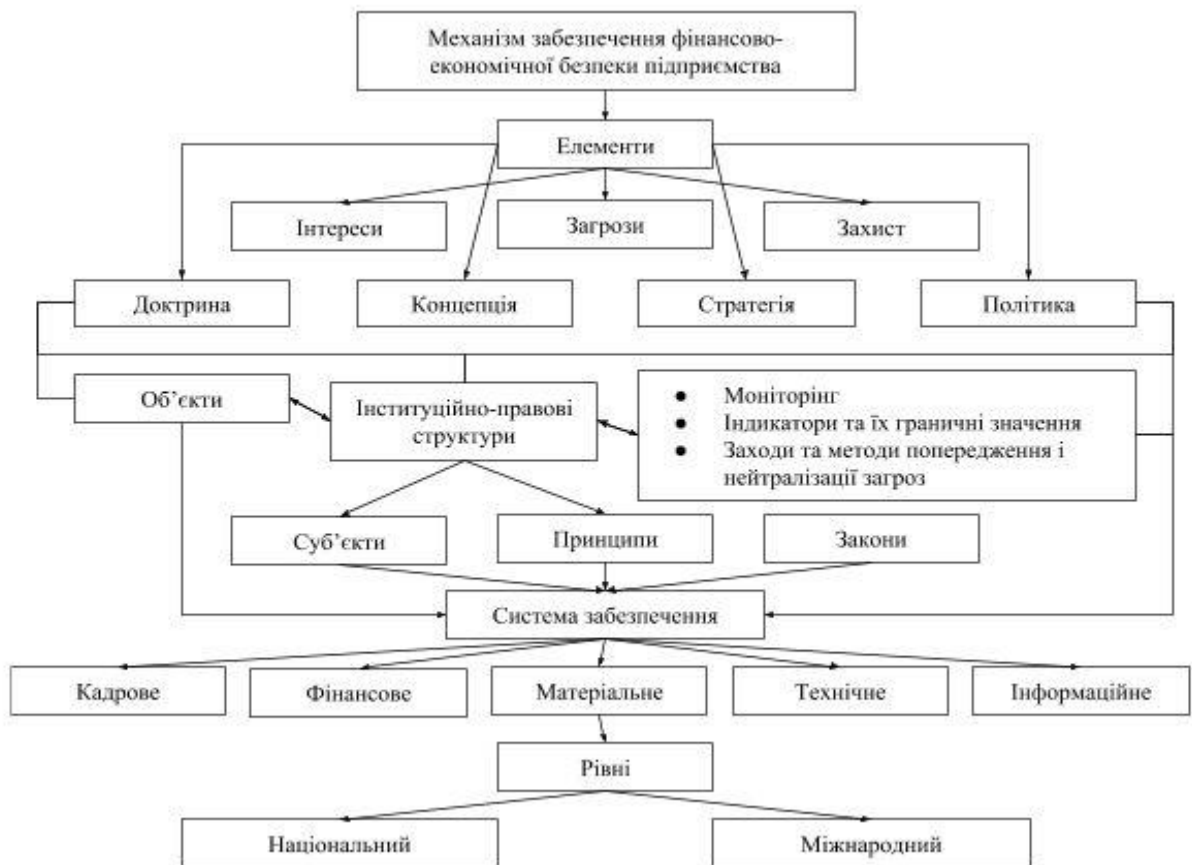 Механізм забезпечення фінансово-
економічної безпеки підприємства
Елементи
Інтереси
Загрози
Захист
Доктрина
Концепція
Стратегія
Політика
Об’єкти
Інституційно-правові
структури
● Моніторінг
● Індикатори та їх граничні значення
● Заходи та методи попередження і
нейтралізації загроз
Суб’єкти
Принципи
Закони
Система забезпечення
Кадрове
Фінансове
Матеріальне
Технічне
Інформаційне
Рівні
Національний
Міжнародний